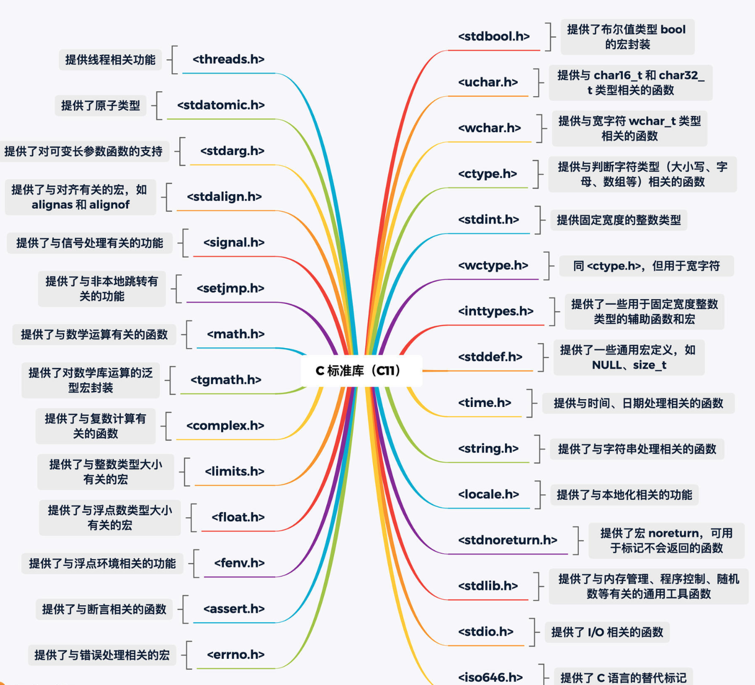 <threads.h>
提供线程相关功能
<stdatomic.h>
提供了原子类型
<stdarg.h>
提供了对可变长参数函数的支持
<stdalign.h>
提供了与对齐有关的宏，如
alignas 和 alignof
<signal.h>
提供了与信号处理有关的功能
<setjmp.h>
提供了与非本地跳转有
关的功能
<math.h>
提供了与数学运算有关的函数
<tgmath.h>
提供了对数学库运算的泛
型宏封装
<complex.h>
提供了与复数计算有
关的函数
<limits.h>
提供了与整数类型大小
有关的宏
<float.h>
提供了与浮点数类型大小
有关的宏
<fenv.h>
提供了与浮点环境相关的功能
<assert.h>
提供了与断言相关的函数
<errno.h>
提供了与错误处理相关的宏
C 标准库（C11）
<stdbool.h>
提供了布尔值类型 bool
的宏封装
<uchar.h>
提供与 char16_t 和 char32_
t 类型相关的函数
<wchar.h>
提供与宽字符 wchar_t 类型
相关的函数
<ctype.h>
提供与判断字符类型（大小写、字
母、数组等）相关的函数
<stdint.h>
提供固定宽度的整数类型
<wctype.h>
同 <ctype.h>，但用于宽字符
<inttypes.h>
提供了一些用于固定宽度整数
类型的辅助函数和宏
<stddef.h>
提供了一些通用宏定义，如
NULL、size_t
<time.h>
提供与时间、日期处理相关的函数
<string.h>
提供了与字符串处理相关的函数
<locale.h>
提供了与本地化相关的功能
<stdnoreturn.h>
提供了宏 noreturn，可用
于标记不会返回的函数
<stdlib.h>
提供了与内存管理、程序控制、随机
数等有关的通用工具函数
<stdio.h>
提供了 I/O 相关的函数
<iso646.h>
提供了 C 语言的替代标记